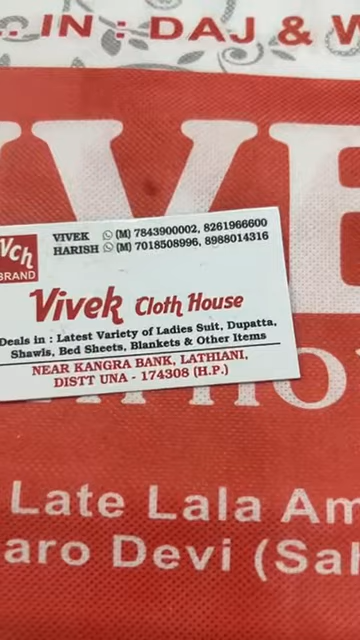 IN : DAJ & W
VE
Vch
BRAND
VIVEK (M) 7843900002, 8261966600
HARISH (M) 7018508996, 8988014316
Vivek Cloth House
Deals in : Latest Variety of Ladies Suit, Dupatta,
Shawls, Bed Sheets, Blankets & Other Items
NEAR KANGRA BANK, LATHIANI,
DISTT UNA - 174308 (H.P.)
Late Lala Am
aro Devi (Sal